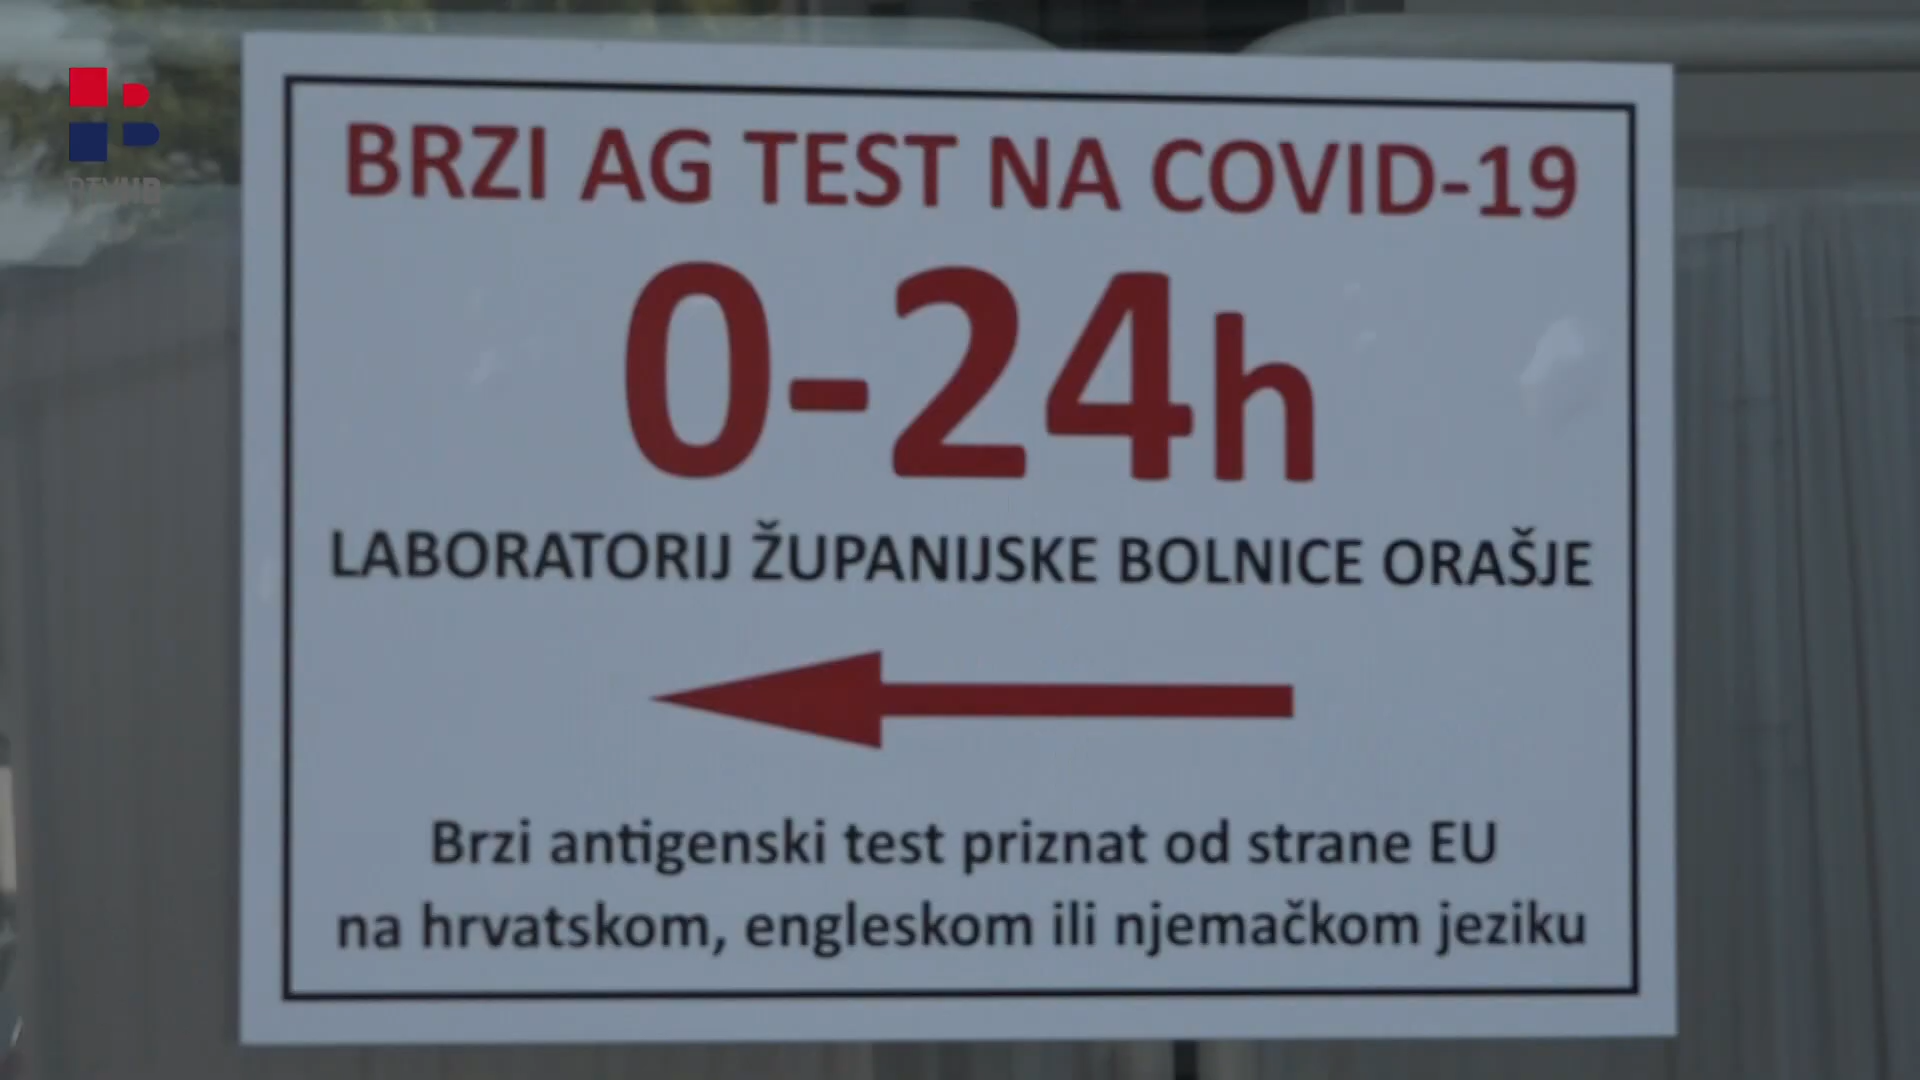 BRZI AG TEST NA COVID-19
0-24h
LABORATORIJ ŽUPANIJSKE BOLNICE ORAŠJE
Brzi antigenski test priznat od strane EU
na hrvatskom, engleskom ili njemačkom jeziku